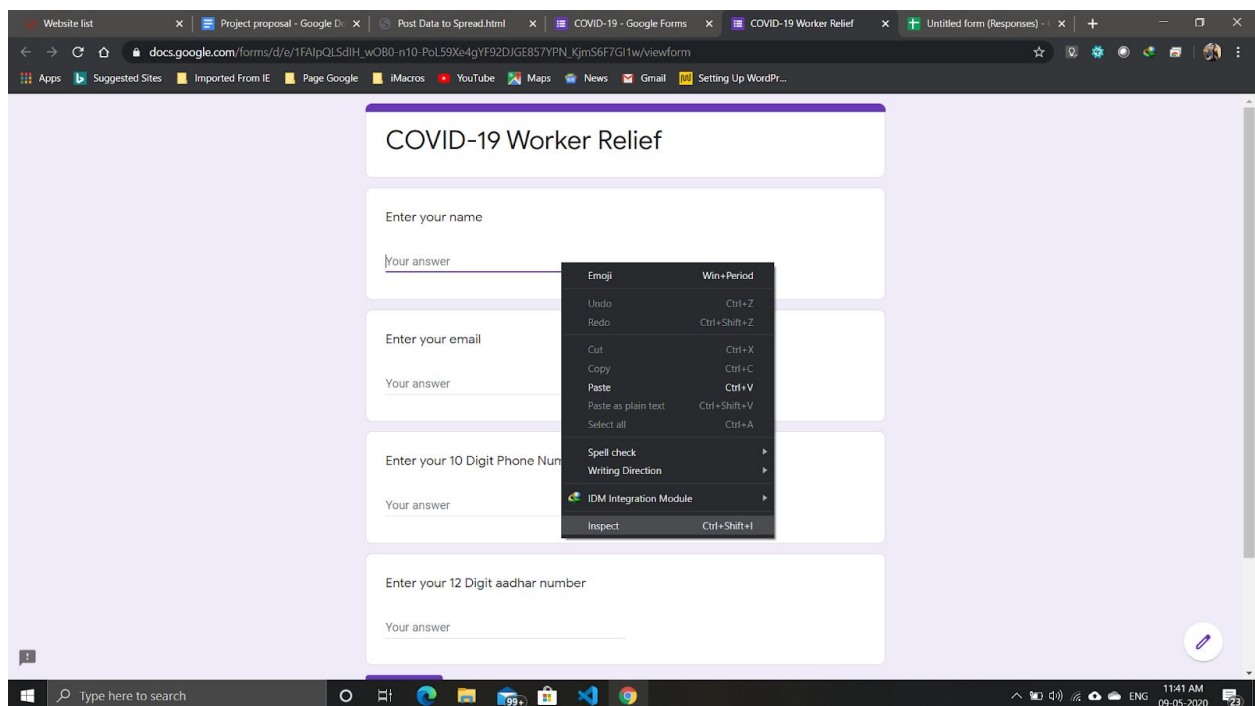 Website list
Project proposal - Google Do
Post Data to Spread.html
COVID-19 - Google Forms
COVID-19 Worker Relief
Untitled form (Responses) -
docs.google.com/forms/d/e/1FAIpQLSdIH_wOB0-n10-PoL59Xe4gYF92DJGE857YPN_KjmS6F7GI1w/viewform
Apps
Suggested Sites
Imported From IE
Page Google
iMacros
YouTube
Maps
News
Gmail
Setting Up WordPr...
COVID-19 Worker Relief
Enter your name
Your answer
Emoji Win+Period
Undo Ctrl+Z
Redo Ctrl+Shift+Z
Enter your email
Cut Ctrl+X
Copy Ctrl+C
Your answer
Paste Ctrl+V
Paste as plain text Ctrl+Shift+V
Select all Ctrl+A
Spell check
Enter your 10 Digit Phone Num
Writing Direction
IDM Integration Module
Your answer
Inspect Ctrl+Shift+I
Enter your 12 Digit aadhar number
Your answer
Type here to search
99+
ENG
11:41 AM
09-05-2020
23